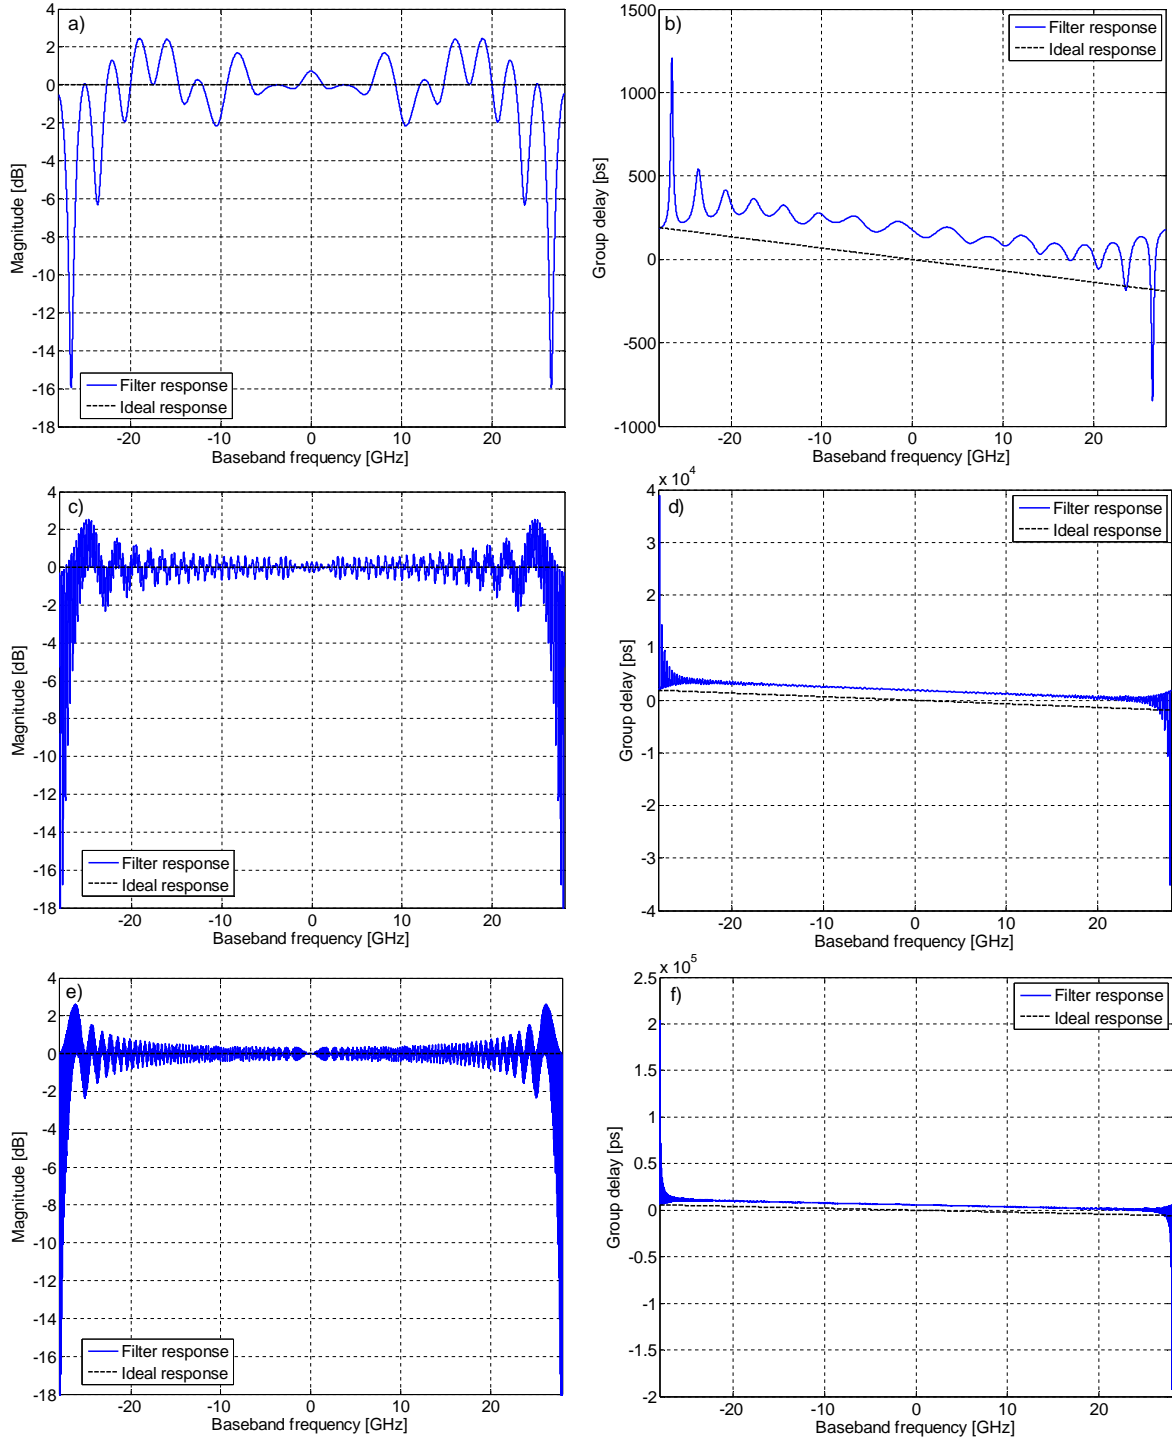 a)
4
2
0
-2
-4
-6
-8
-10
-12
-14
-16
-18
Magnitude [dB]
Filter response
Ideal response
-20 -10 0 10 20
Baseband frequency [GHz]
b)
1500
1000
500
0
-500
-1000
Group delay [ps]
Filter response
Ideal response
-20 -10 0 10 20
Baseband frequency [GHz]
c)
4
2
0
-2
-4
-6
-8
-10
-12
-14
-16
-18
Magnitude [dB]
Filter response
Ideal response
-20 -10 0 10 20
Baseband frequency [GHz]
x 10^4
d)
4
3
2
1
0
-1
-2
-3
-4
Group delay [ps]
Filter response
Ideal response
-20 -10 0 10 20
Baseband frequency [GHz]
e)
4
2
0
-2
-4
-6
-8
-10
-12
-14
-16
-18
Magnitude [dB]
Filter response
Ideal response
-20 -10 0 10 20
Baseband frequency [GHz]
x 10^5
f)
2.5
2
1.5
1
0.5
0
-0.5
-1
-1.5
-2
Group delay [ps]
Filter response
Ideal response
-20 -10 0 10 20
Baseband frequency [GHz]